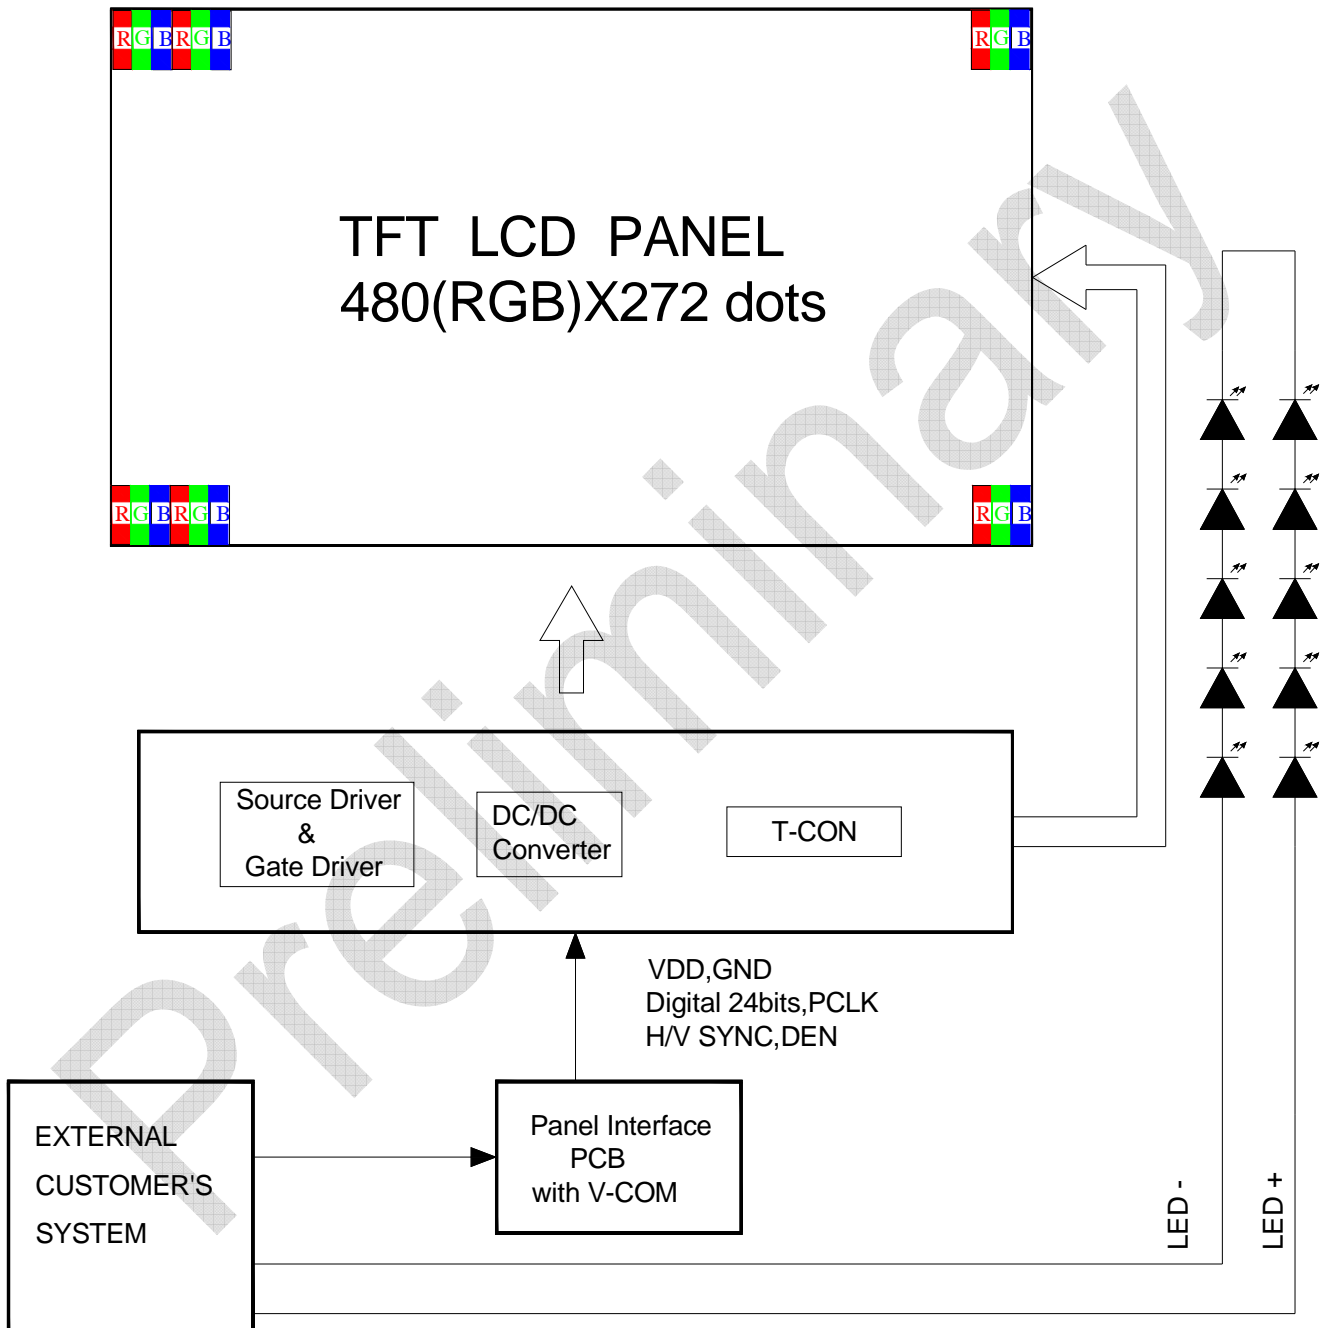 RGBRGB
RGB
TFT LCD PANEL
480(RGB)X272 dots
RGBRGB
RGB
Source Driver
&
Gate Driver
DC/DC
Converter
T-CON
VDD,GND
Digital 24bits,PCLK
H/V SYNC,DEN
EXTERNAL
CUSTOMER'S
SYSTEM
Panel Interface
PCB
with V-COM
LED -
LED +
Preliminary